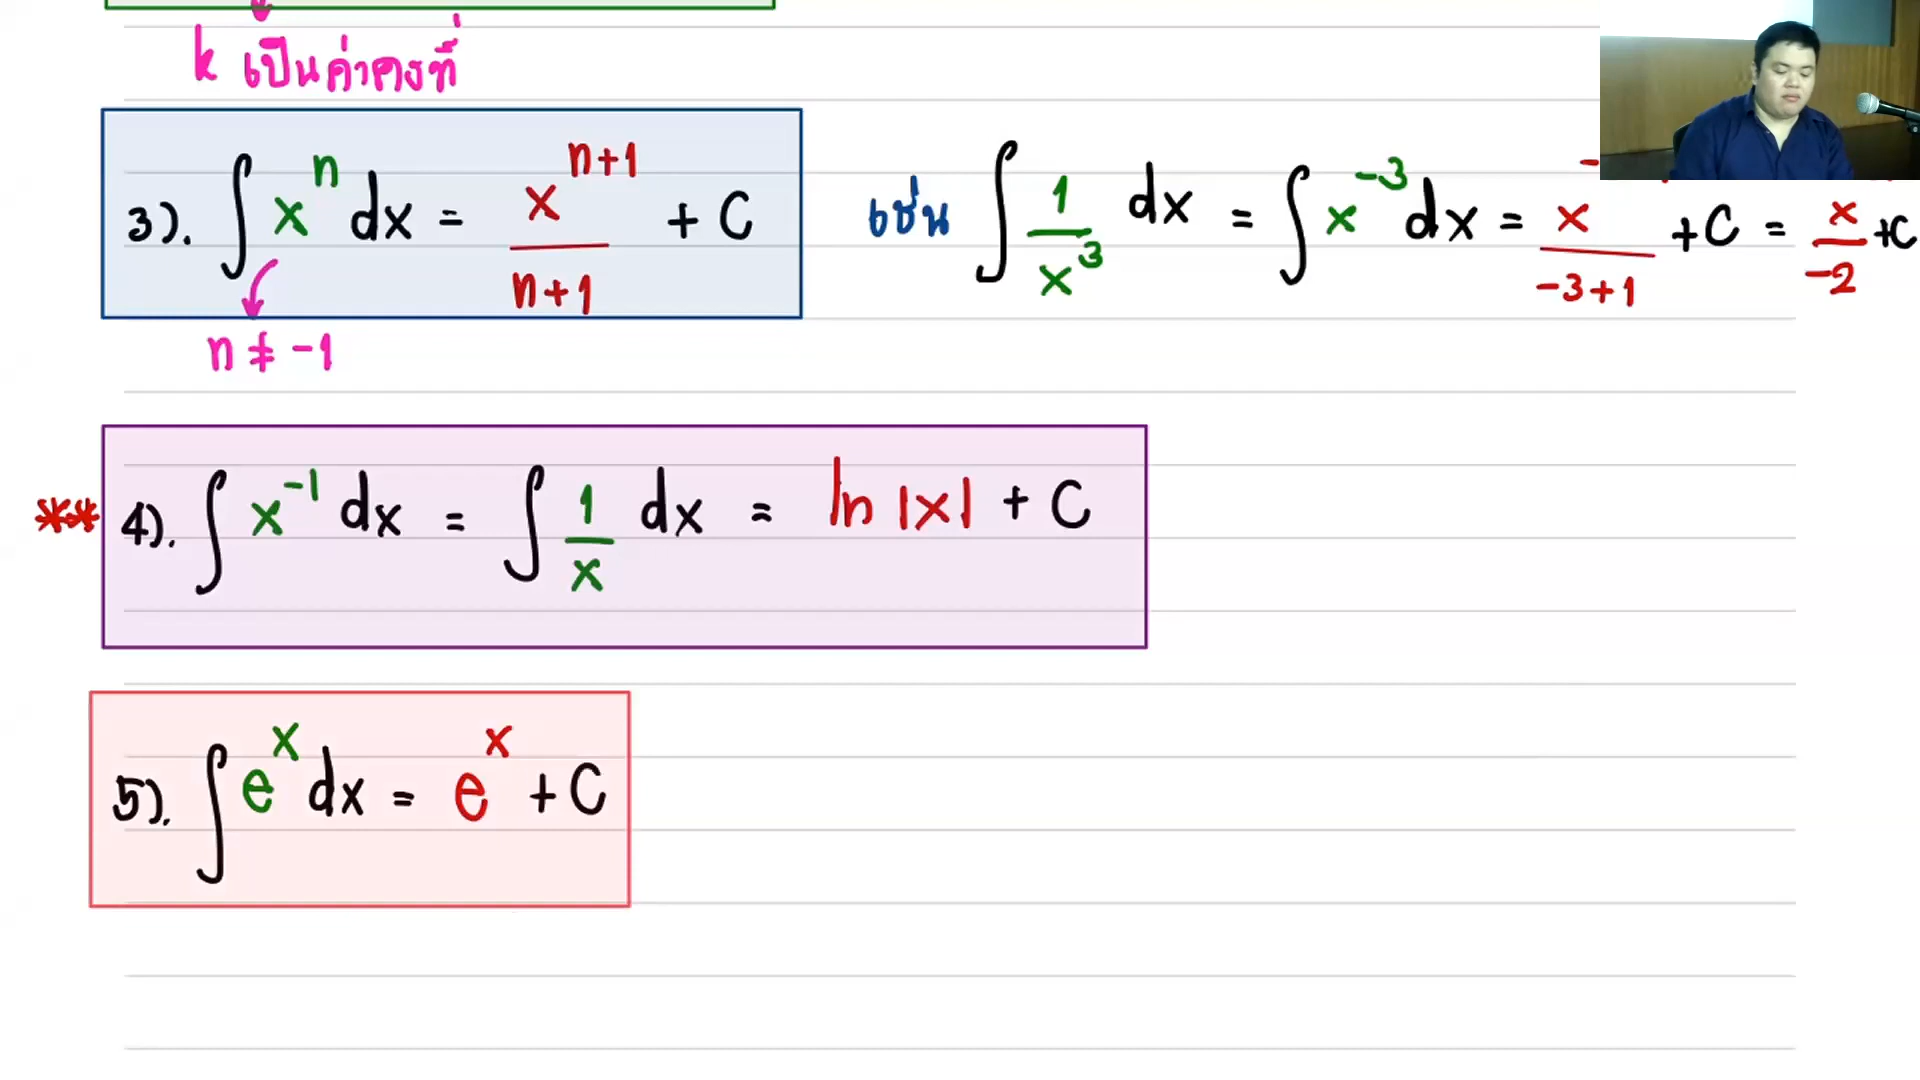 k เป็นค่าคงที่
3). ∫ xⁿ dx = xⁿ⁺¹ / n+1 + C
เช่น ∫ 1/x³ dx = ∫ x⁻³ dx = x⁻ / -3+1 + C = x / -2 + C
n ≠ -1
** 4). ∫ x⁻¹ dx = ∫ 1/x dx = ln |x| + C
5). ∫ eˣ dx = eˣ + C